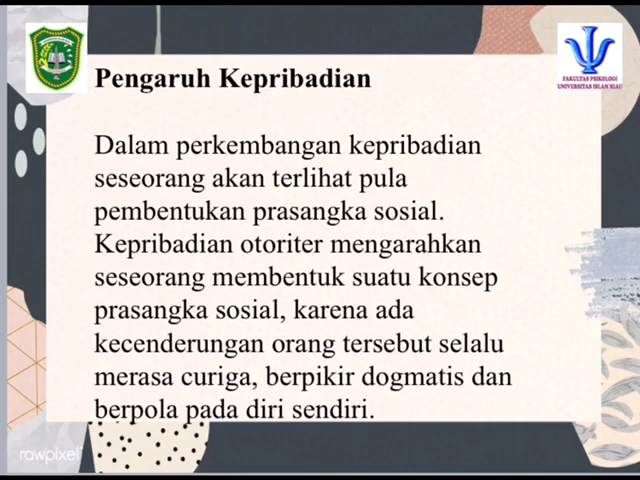 Pengaruh Kepribadian
Dalam perkembangan kepribadian
seseorang akan terlihat pula
pembentukan prasangka sosial.
Kepribadian otoriter mengarahkan
seseorang membentuk suatu konsep
prasangka sosial, karena ada
kecenderungan orang tersebut selalu
merasa curiga, berpikir dogmatis dan
berpola pada diri sendiri.
FAKULTAS PSIKOLOGI
UNIVERSITAS ISLAM RIAU
rawpixel